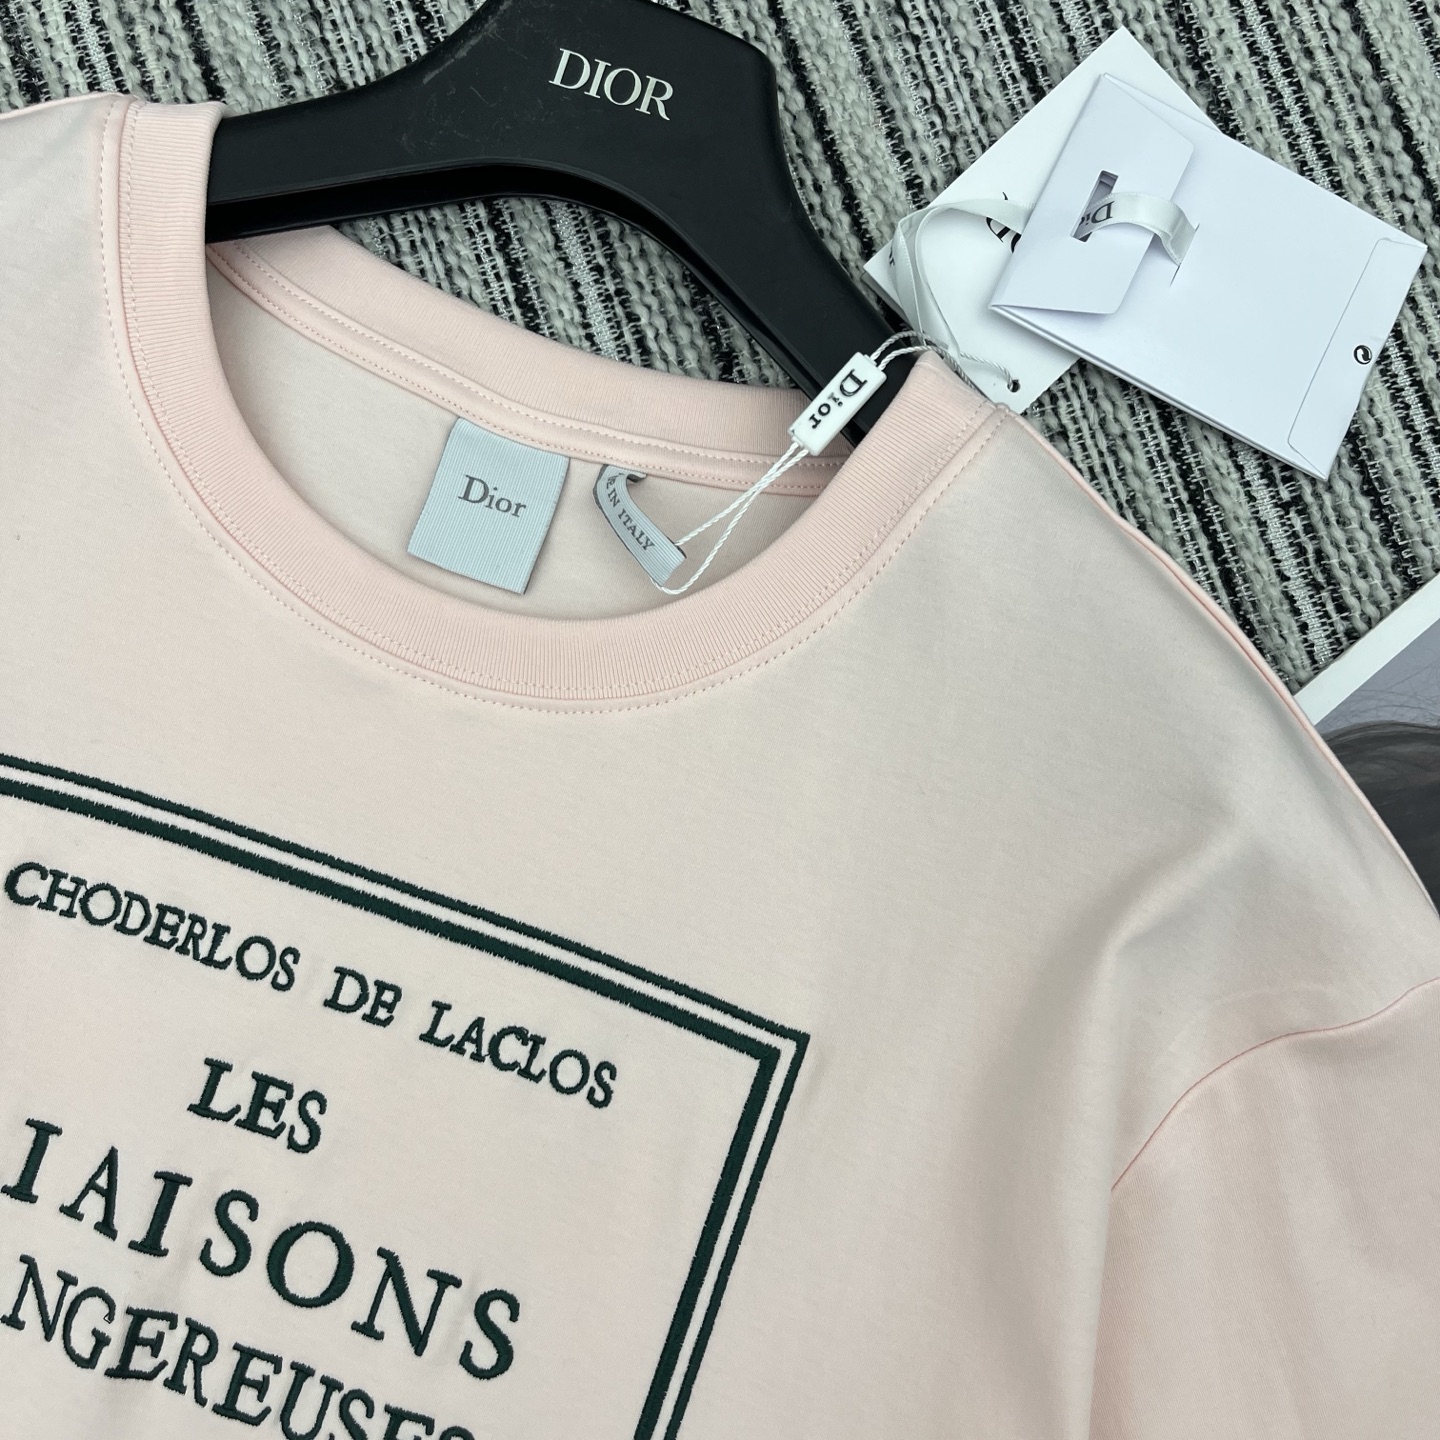 DIOR
Dior
Dior
IN ITALY
CHODERLOS DE LACLOS
LES
IAISONS
NGEREUSES